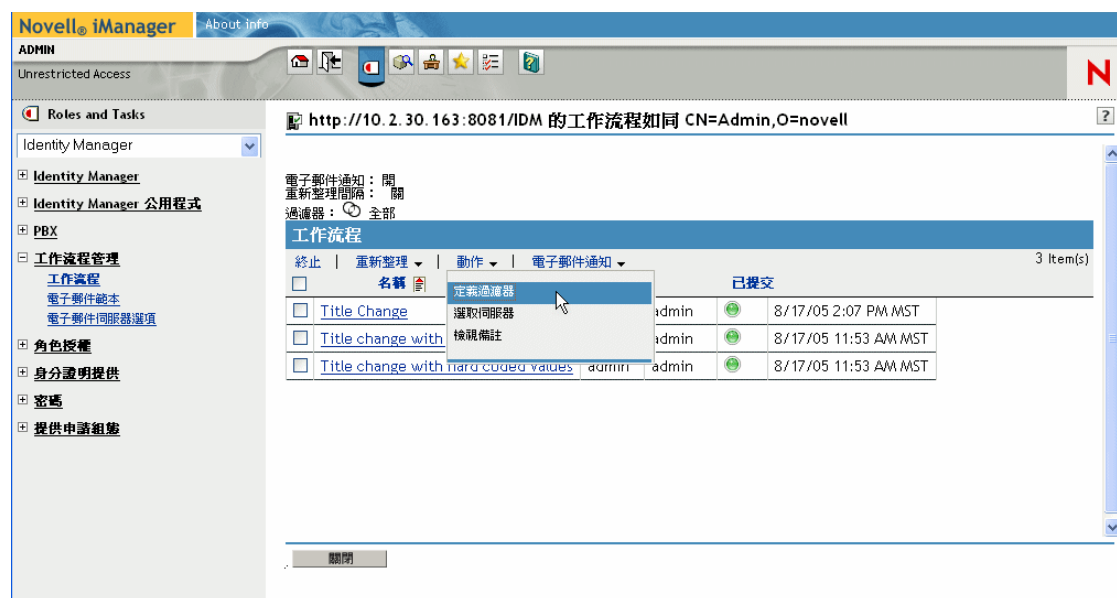 Novell® iManager
About info
ADMIN
Unrestricted Access
N
Roles and Tasks
Identity Manager
Identity Manager
Identity Manager 公用程式
PBX
工作流程管理
工作流程
電子郵件範本
電子郵件伺服器選項
角色授權
身分證明提供
密碼
提供申請組態
http://10.2.30.163:8081/IDM 的工作流程如同 CN=Admin,O=novell
?
電子郵件通知： 開
重新整理間隔： 關
過濾器： 全部
工作流程
終止 | 重新整理 | 動作 | 電子郵件通知
3 Item(s)
名稱 已提交
定義過濾器
選取伺服器
檢視備註
Title Change admin 8/17/05 2:07 PM MST
Title change with admin 8/17/05 11:53 AM MST
Title change with hard coded values admin admin 8/17/05 11:53 AM MST
關閉